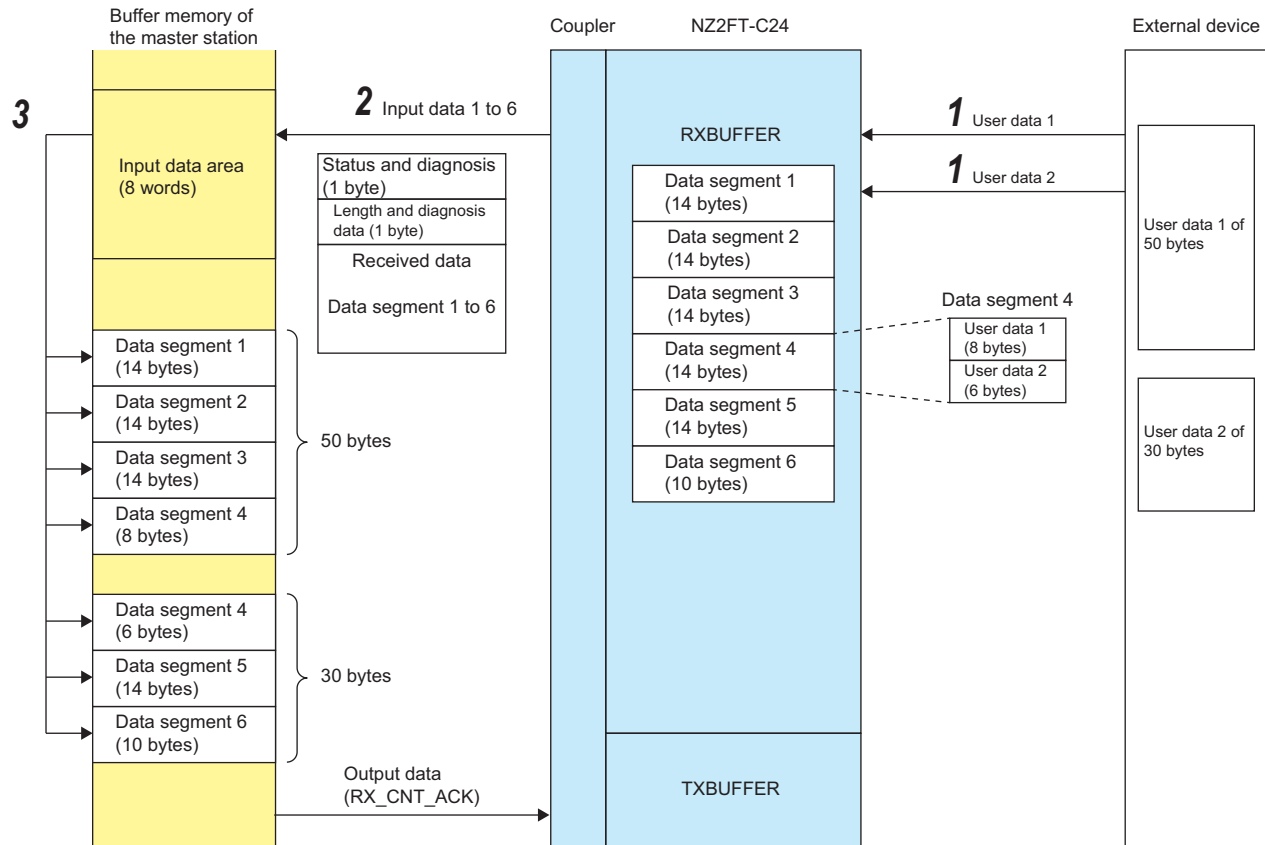 Buffer memory of
the master station
Coupler
NZ2FT-C24
External device
3
Input data area
(8 words)
2 Input data 1 to 6
Status and diagnosis
(1 byte)
Length and diagnosis
data (1 byte)
Received data
Data segment 1 to 6
RXBUFFER
Data segment 1
(14 bytes)
Data segment 2
(14 bytes)
Data segment 3
(14 bytes)
Data segment 4
(14 bytes)
Data segment 5
(14 bytes)
Data segment 6
(10 bytes)
1 User data 1
1 User data 2
Data segment 4
User data 1
(8 bytes)
User data 2
(6 bytes)
User data 1 of
50 bytes
User data 2 of
30 bytes
Data segment 1
(14 bytes)
Data segment 2
(14 bytes)
Data segment 3
(14 bytes)
Data segment 4
(8 bytes)
50 bytes
Data segment 4
(6 bytes)
Data segment 5
(14 bytes)
Data segment 6
(10 bytes)
30 bytes
Output data
(RX_CNT_ACK)
TXBUFFER